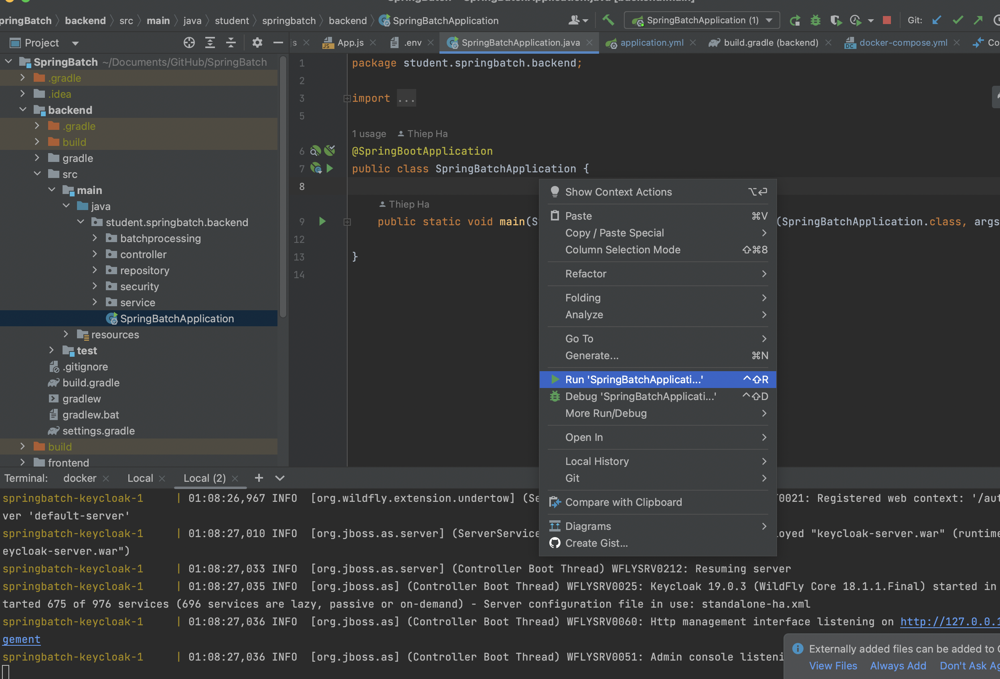 pringBatch backend src main java student springbatch backend SpringBatchApplication SpringBatchApplication (1) Git:
Project
s App.js .env SpringBatchApplication.java application.yml build.gradle (backend) docker-compose.yml Co
SpringBatch ~/Documents/GitHub/SpringBatch
.gradle
.idea
backend
.gradle
build
gradle
src
main
java
student.springbatch.backend
batchprocessing
controller
repository
security
service
SpringBatchApplication
resources
test
.gitignore
build.gradle
gradlew
gradlew.bat
settings.gradle
build
frontend
1 package student.springbatch.backend;
2
3 import ...
5
1 usage Thiep Ha
6 @SpringBootApplication
7 public class SpringBatchApplication {
8
Thiep Ha
9 public static void main(S (SpringBatchApplication.class, args
12
13 }
14
Show Context Actions ⌥⏎
Paste ⌘V
Copy / Paste Special
Column Selection Mode ⇧⌘8
Refactor
Folding
Analyze
Go To
Generate... ⌘N
Run 'SpringBatchApplicati...' ^⇧R
Debug 'SpringBatchApplicati...' ^⇧D
More Run/Debug
Open In
Local History
Git
Compare with Clipboard
Diagrams
Create Gist...
Terminal: docker Local Local (2)
springbatch-keycloak-1 | 01:08:26,967 INFO [org.wildfly.extension.undertow] (Se T0021: Registered web context: '/aut
ver 'default-server'
springbatch-keycloak-1 | 01:08:27,010 INFO [org.jboss.as.server] (ServerService loyed "keycloak-server.war" (runtime
eycloak-server.war")
springbatch-keycloak-1 | 01:08:27,033 INFO [org.jboss.as.server] (Controller Boot Thread) WFLYSRV0212: Resuming server
springbatch-keycloak-1 | 01:08:27,035 INFO [org.jboss.as] (Controller Boot Thread) WFLYSRV0025: Keycloak 19.0.3 (WildFly Core 18.1.1.Final) started in
tarted 675 of 976 services (696 services are lazy, passive or on-demand) - Server configuration file in use: standalone-ha.xml
springbatch-keycloak-1 | 01:08:27,036 INFO [org.jboss.as] (Controller Boot Thread) WFLYSRV0060: Http management interface listening on http://127.0.0.1
gement
springbatch-keycloak-1 | 01:08:27,036 INFO [org.jboss.as] (Controller Boot Thread) WFLYSRV0051: Admin console listeni
Externally added files can be added to
View Files Always Add Don't Ask Ag